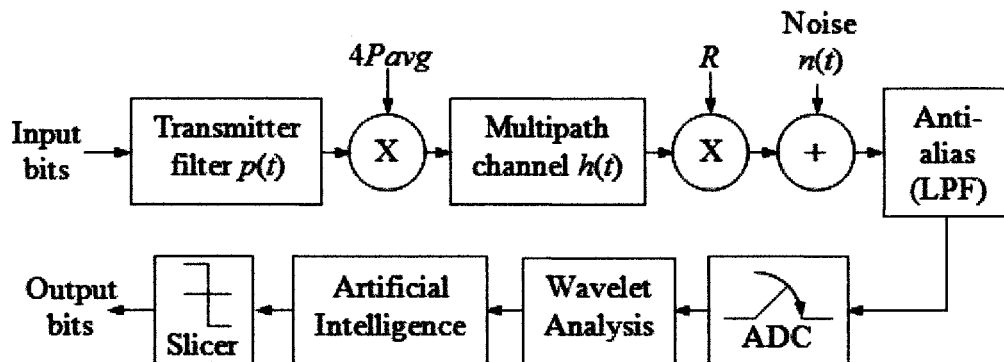 Noise
4Pavg
R
n(t)
Input
bits
Transmitter
filter p(t)
X
Multipath
channel h(t)
X
+
Anti-
alias
(LPF)
Output
bits
Slicer
Artificial
Intelligence
Wavelet
Analysis
ADC